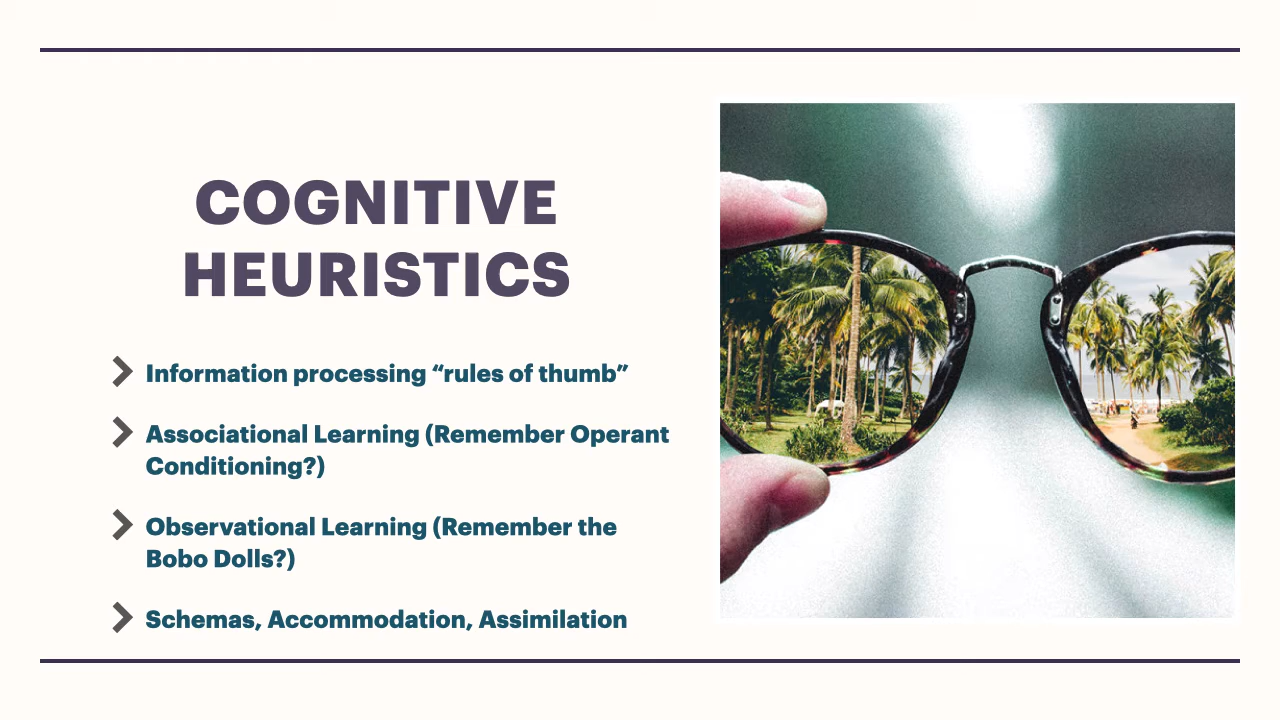 COGNITIVE
HEURISTICS
Information processing “rules of thumb”
Associational Learning (Remember Operant
Conditioning?)
Observational Learning (Remember the
Bobo Dolls?)
Schemas, Accommodation, Assimilation